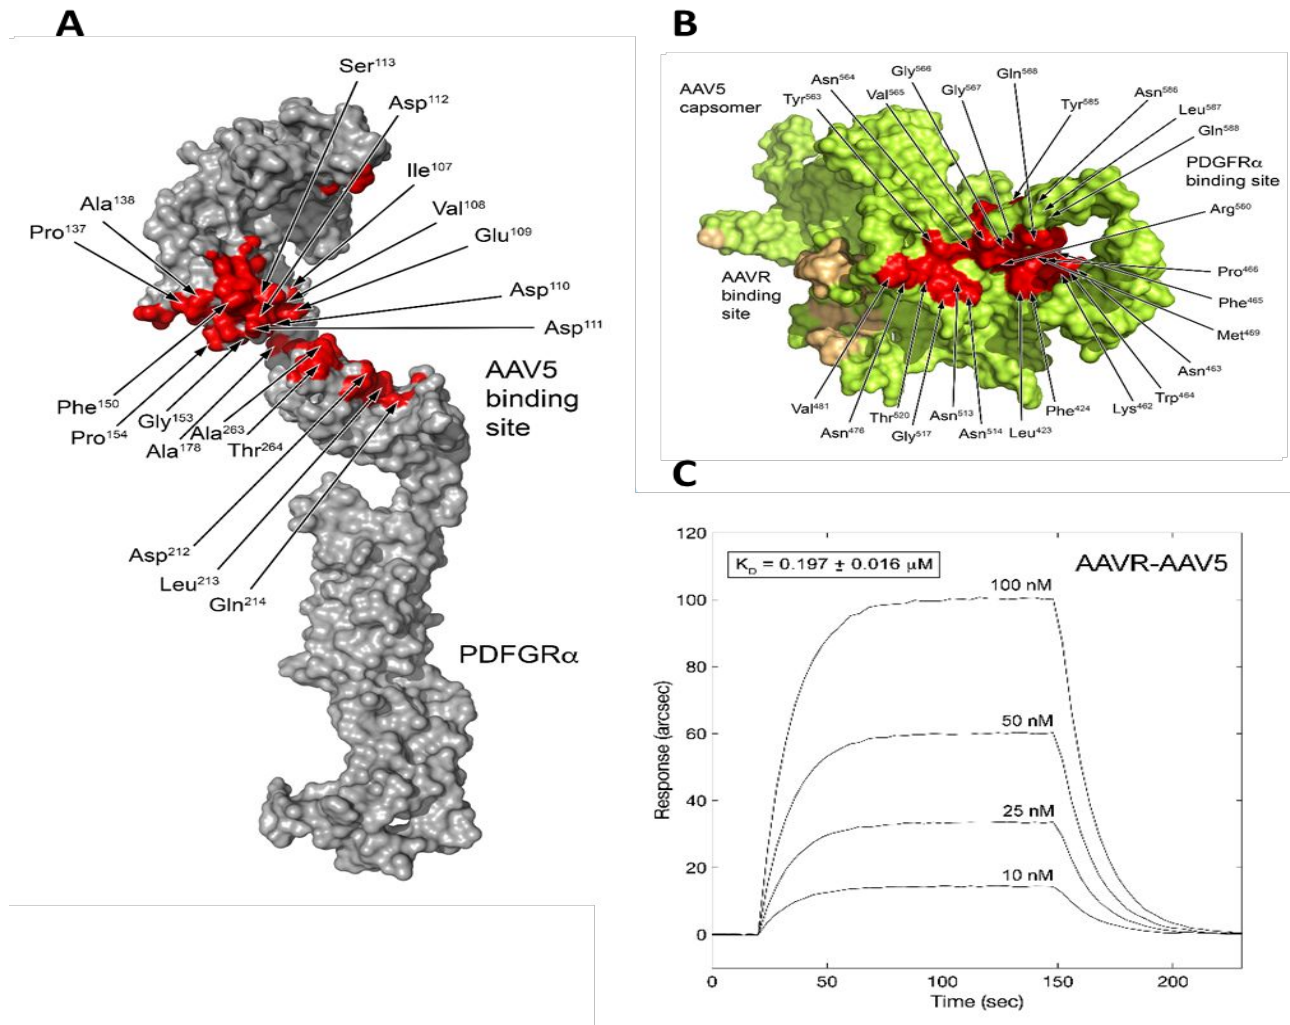 A
Ser113
Asp112
Ile107
Val108
Glu109
Asp110
Asp111
Ala138
Pro137
AAV5
binding
site
Phe150
Pro154
Gly153
Ala178
Ala263
Thr264
Asp212
Leu213
Gln214
PDFGRα
B
AAV5
capsomer
Tyr563
Asn564
Val565
Gly566
Gly567
Gln568
Tyr585
Asn586
Leu587
Gln588
PDGFRα
binding site
Arg560
Pro466
Phe465
Met469
Asn463
Trp464
Lys462
Phe424
Leu423
Asn514
Asn513
Gly517
Thr520
Asn476
Val481
AAVR
binding
site
C
KD = 0.197 ± 0.016 μM
AAVR-AAV5
100 nM
50 nM
25 nM
10 nM
Response (arcsec)
120
100
80
60
40
20
0
0 50 100 150 200
Time (sec)